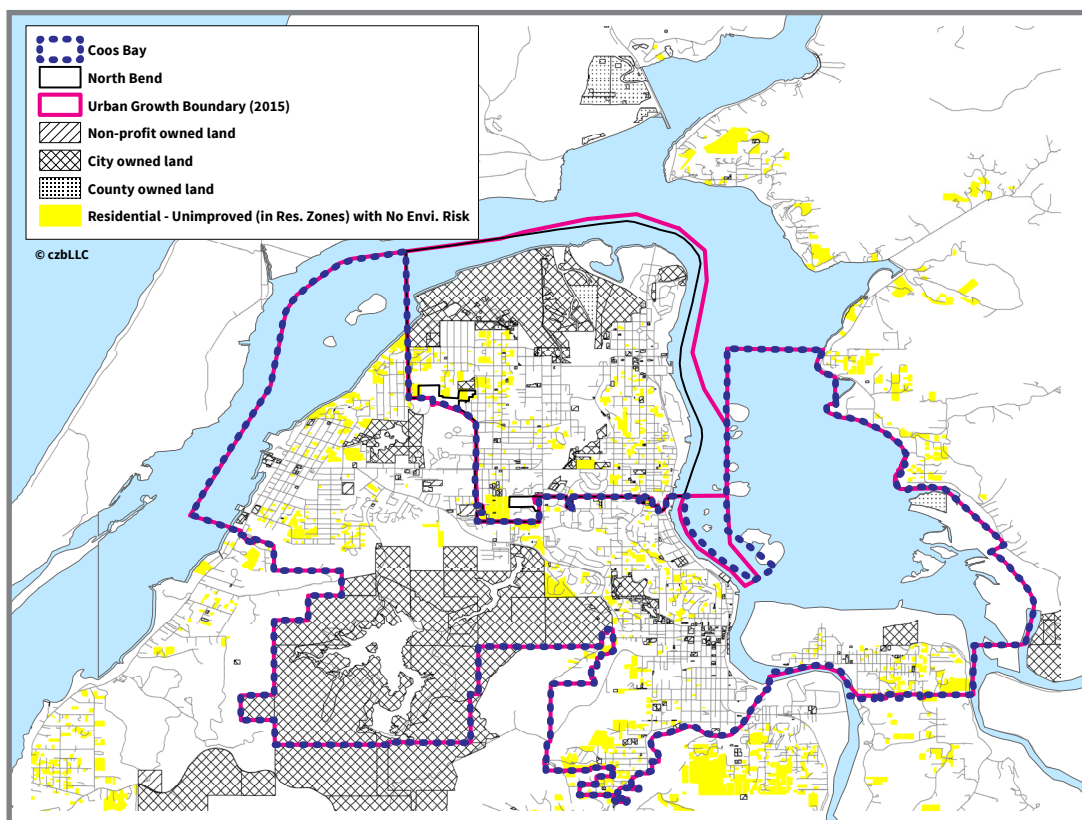 Coos Bay
North Bend
Urban Growth Boundary (2015)
Non-profit owned land
City owned land
County owned land
Residential - Unimproved (in Res. Zones) with No Envi. Risk
© czbLLC